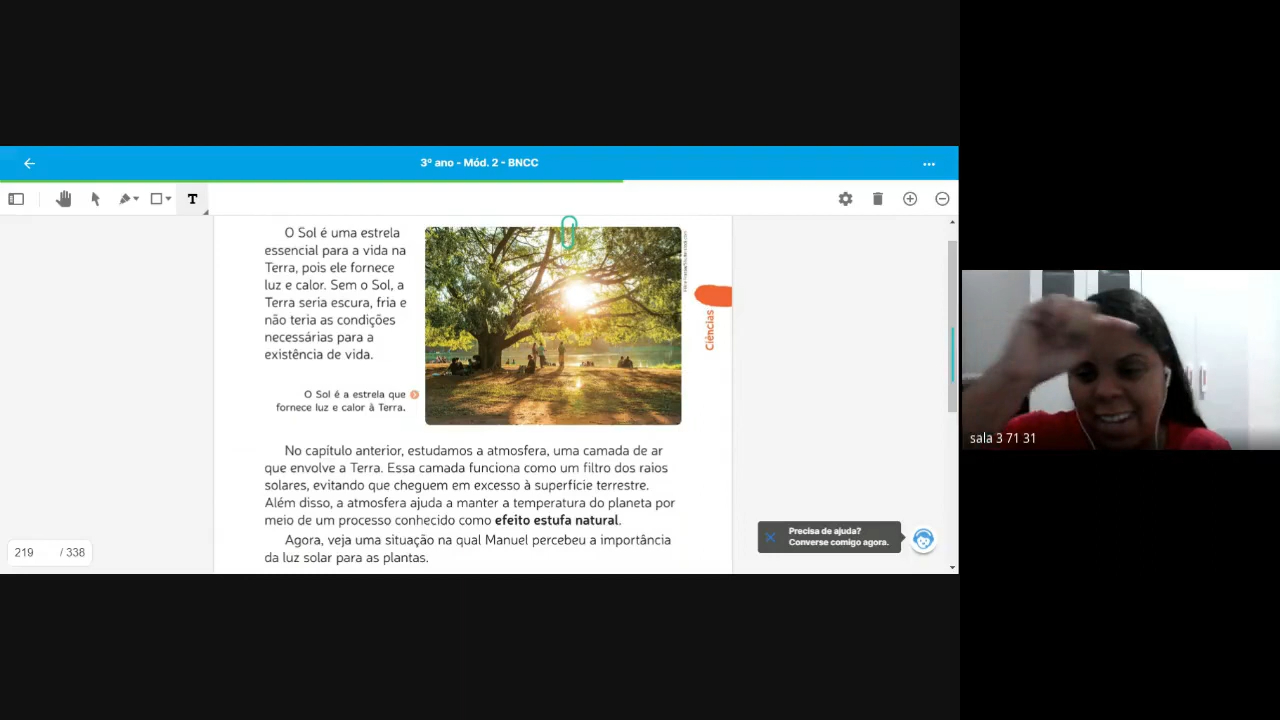 3º ano - Mód. 2 - BNCC
T
O Sol é uma estrela
essencial para a vida na
Terra, pois ele fornece
luz e calor. Sem o Sol, a
Terra seria escura, fria e
não teria as condições
necessárias para a
existência de vida.
O Sol é a estrela que
fornece luz e calor à Terra.
Ciências
No capítulo anterior, estudamos a atmosfera, uma camada de ar
que envolve a Terra. Essa camada funciona como um filtro dos raios
solares, evitando que cheguem em excesso à superfície terrestre.
Além disso, a atmosfera ajuda a manter a temperatura do planeta por
meio de um processo conhecido como efeito estufa natural.
Agora, veja uma situação na qual Manuel percebeu a importância
da luz solar para as plantas.
219 / 338
Precisa de ajuda?
Converse comigo agora.
sala 3 71 31